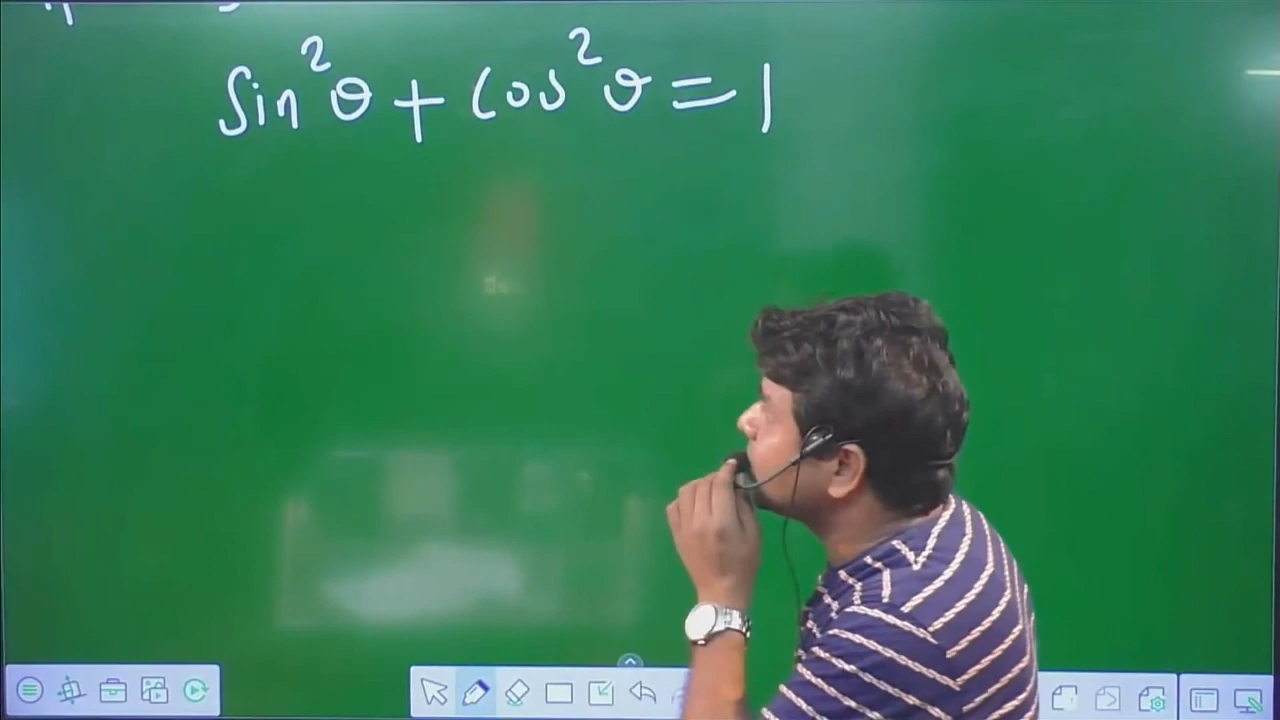 sin²θ + cos²θ = 1